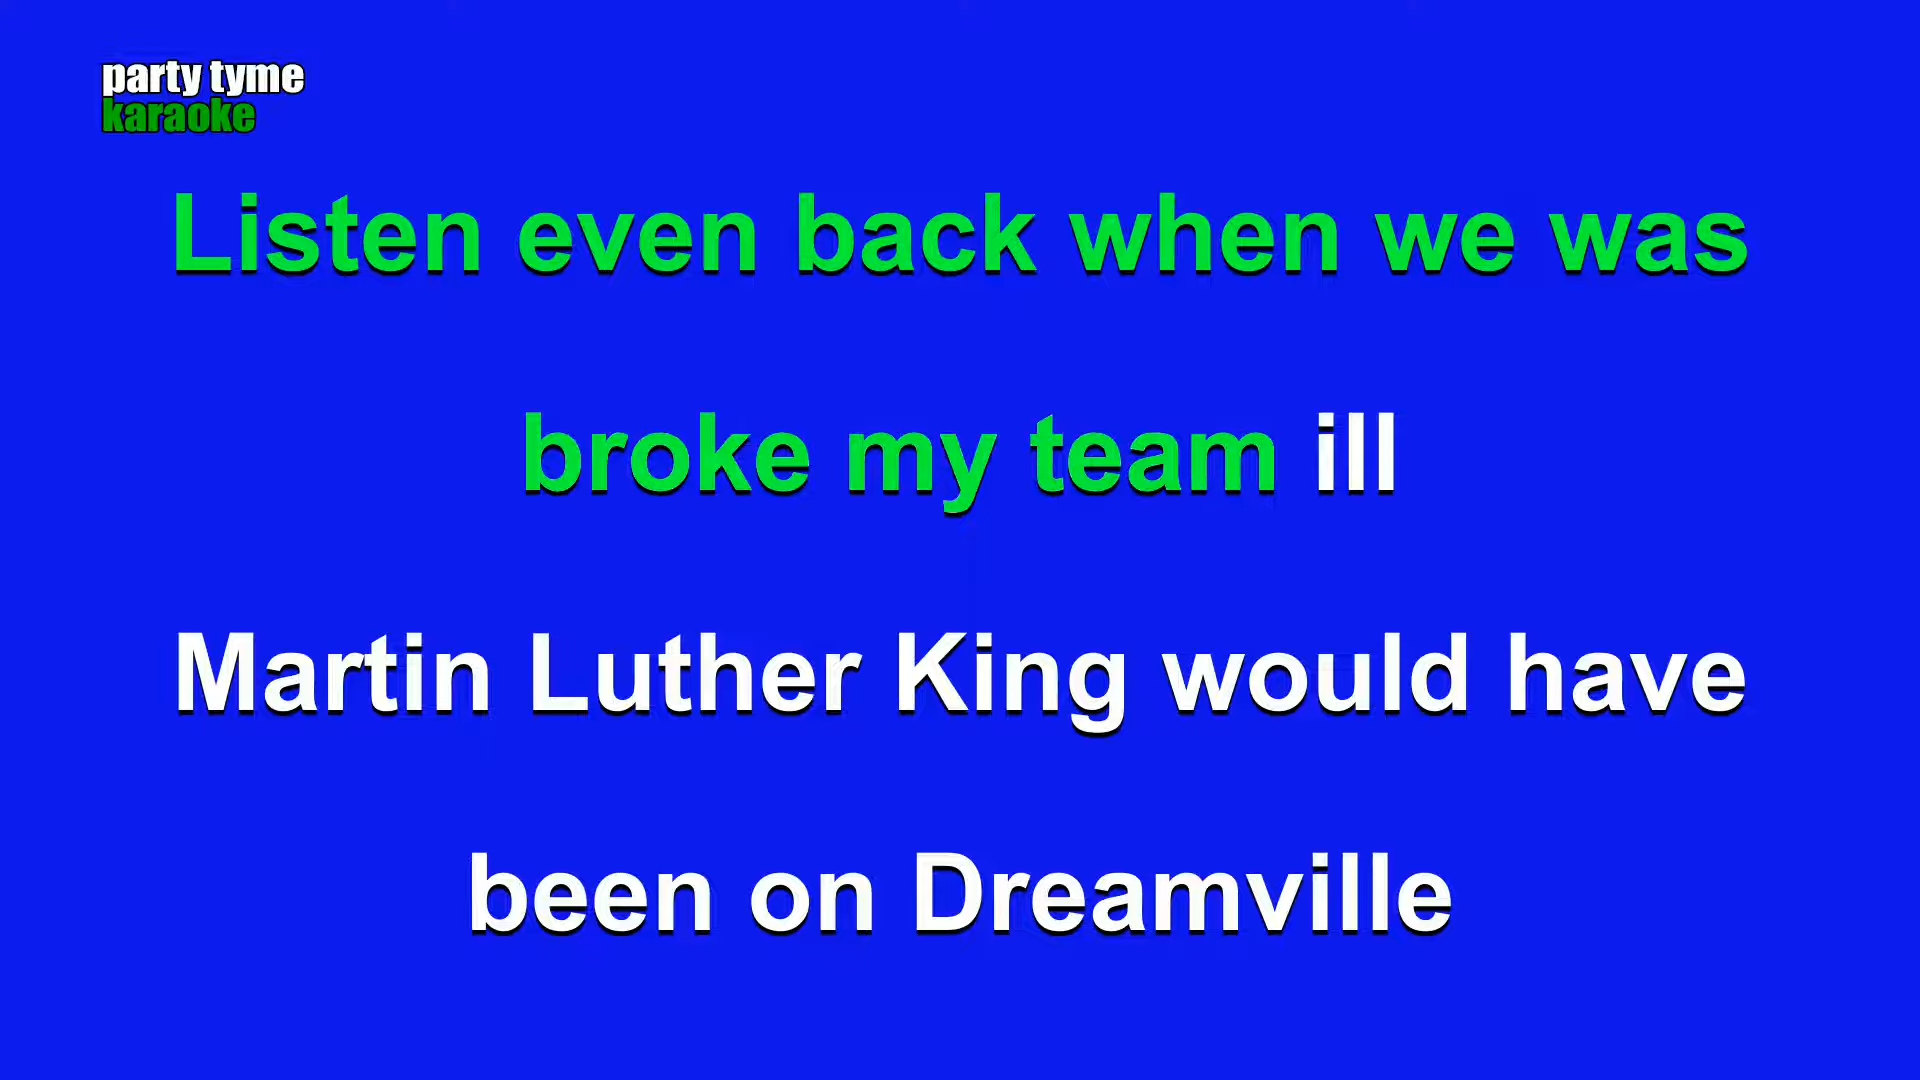 party tyme
karaoke
Listen even back when we was
broke my team ill
Martin Luther King would have
been on Dreamville